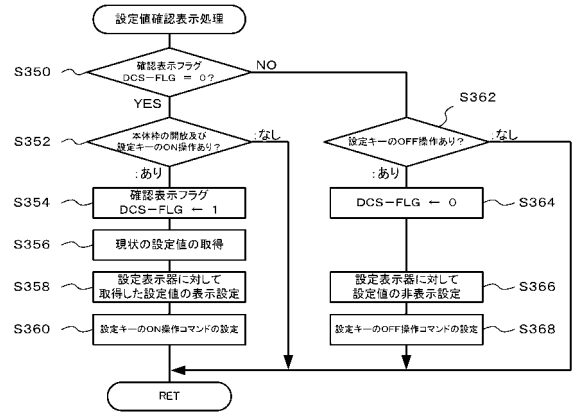 設定値確認表示処理
S350
確認表示フラグ
DCS-FLG = 0?
NO
YES
S352
本体枠の開放及び
設定キーのON操作あり?
:なし
:あり
S354
確認表示フラグ
DCS-FLG ← 1
S356
現状の設定値の取得
S358
設定表示器に対して
取得した設定値の表示設定
S360
設定キーのON操作コマンドの設定
S362
設定キーのOFF操作あり?
:なし
:あり
DCS-FLG ← 0
S364
設定表示器に対して
設定値の非表示設定
S366
設定キーのOFF操作コマンドの設定
S368
RET